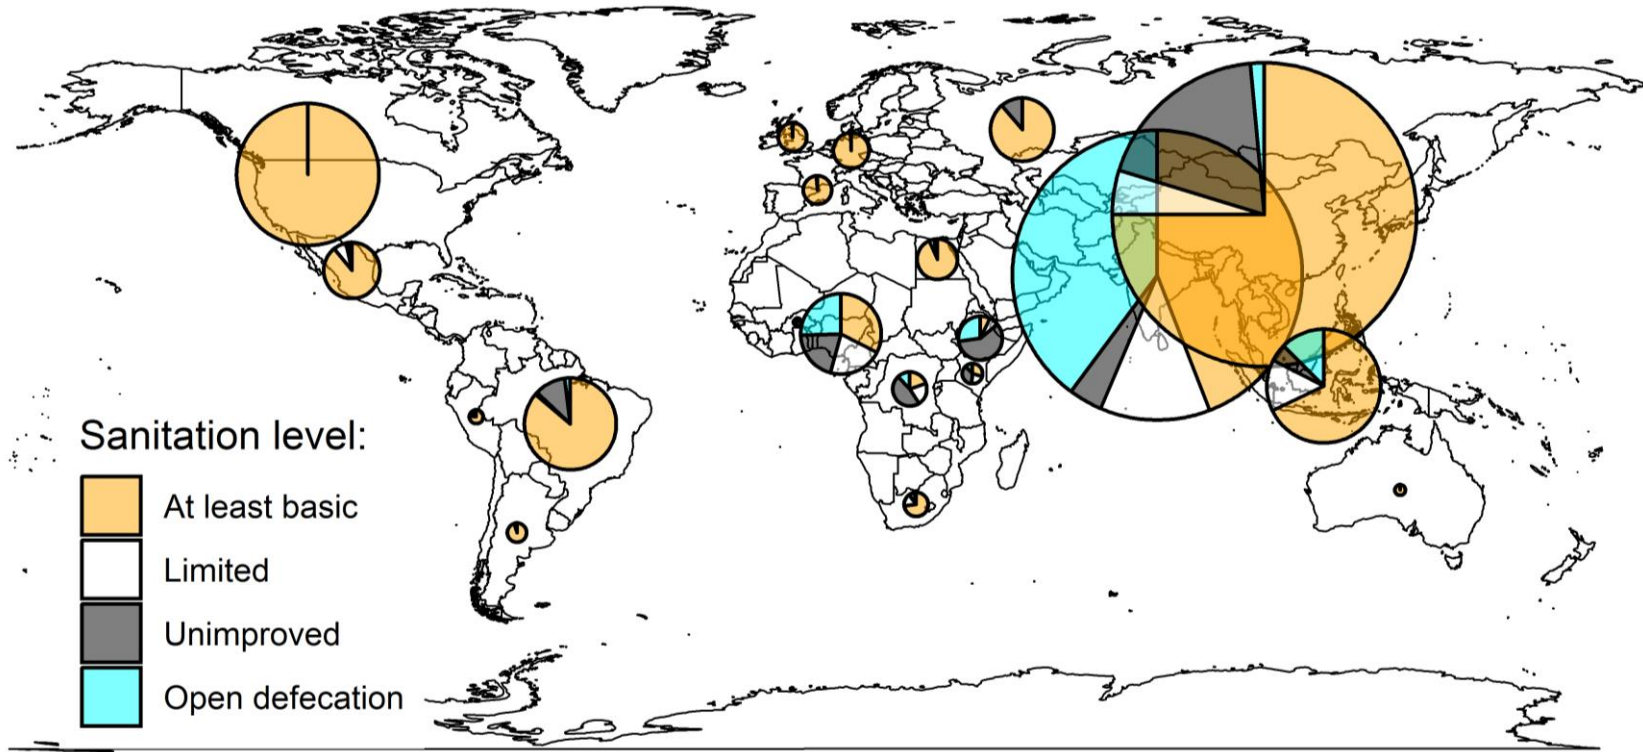 Sanitation level:
At least basic
Limited
Unimproved
Open defecation